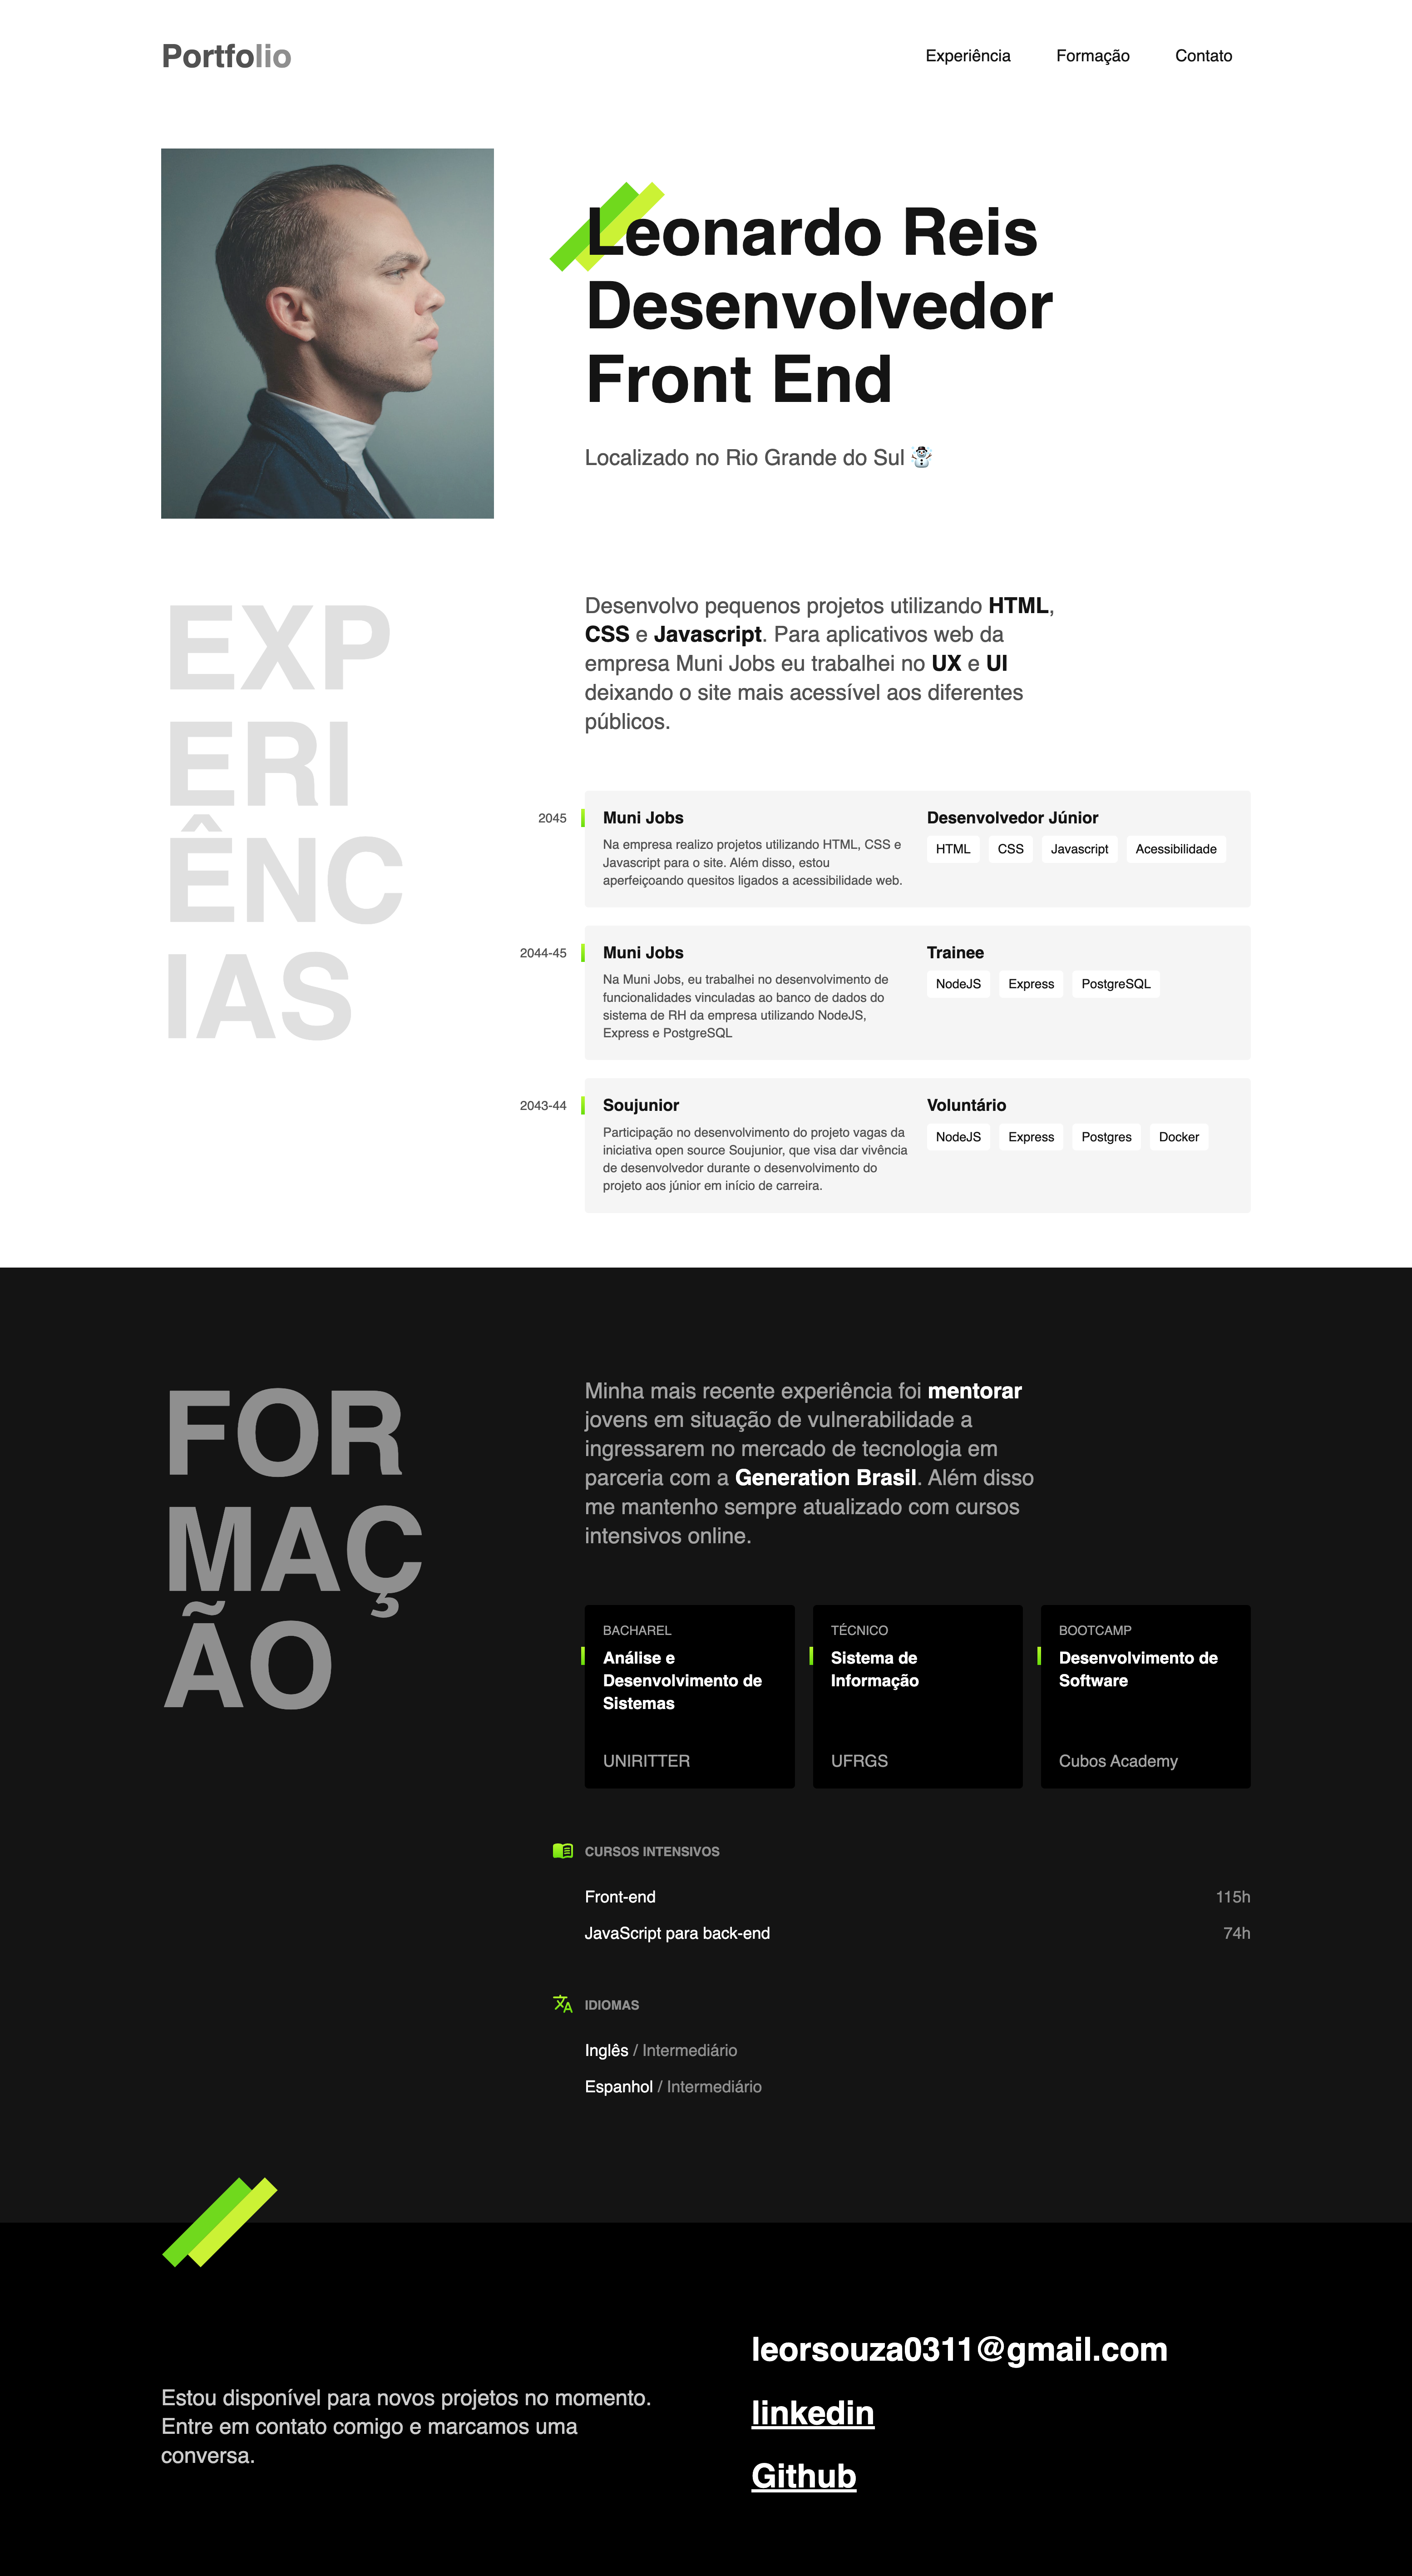 Portfolio
Experiência
Formação
Contato
Leonardo Reis
Desenvolvedor
Front End
Localizado no Rio Grande do Sul ☃️
EXP
ERI
ÊNC
IAS
Desenvolvo pequenos projetos utilizando HTML,
CSS e Javascript. Para aplicativos web da
empresa Muni Jobs eu trabalhei no UX e UI
deixando o site mais acessível aos diferentes
públicos.
2045
Muni Jobs
Na empresa realizo projetos utilizando HTML, CSS e
Javascript para o site. Além disso, estou
aperfeiçoando quesitos ligados a acessibilidade web.
Desenvolvedor Júnior
HTML
CSS
Javascript
Acessibilidade
2044-45
Muni Jobs
Na Muni Jobs, eu trabalhei no desenvolvimento de
funcionalidades vinculadas ao banco de dados do
sistema de RH da empresa utilizando NodeJS,
Express e PostgreSQL
Trainee
NodeJS
Express
PostgreSQL
2043-44
Soujunior
Participação no desenvolvimento do projeto vagas da
iniciativa open source Soujunior, que visa dar vivência
de desenvolvedor durante o desenvolvimento do
projeto aos júnior em início de carreira.
Voluntário
NodeJS
Express
Postgres
Docker
FOR
MAÇ
ÃO
Minha mais recente experiência foi mentorar
jovens em situação de vulnerabilidade a
ingressarem no mercado de tecnologia em
parceria com a Generation Brasil. Além disso
me mantenho sempre atualizado com cursos
intensivos online.
BACHAREL
Análise e
Desenvolvimento de
Sistemas
UNIRITTER
TÉCNICO
Sistema de
Informação
UFRGS
BOOTCAMP
Desenvolvimento de
Software
Cubos Academy
CURSOS INTENSIVOS
Front-end 115h
JavaScript para back-end 74h
IDIOMAS
Inglês / Intermediário
Espanhol / Intermediário
Estou disponível para novos projetos no momento.
Entre em contato comigo e marcamos uma
conversa.
leorsouza0311@gmail.com
linkedin
Github